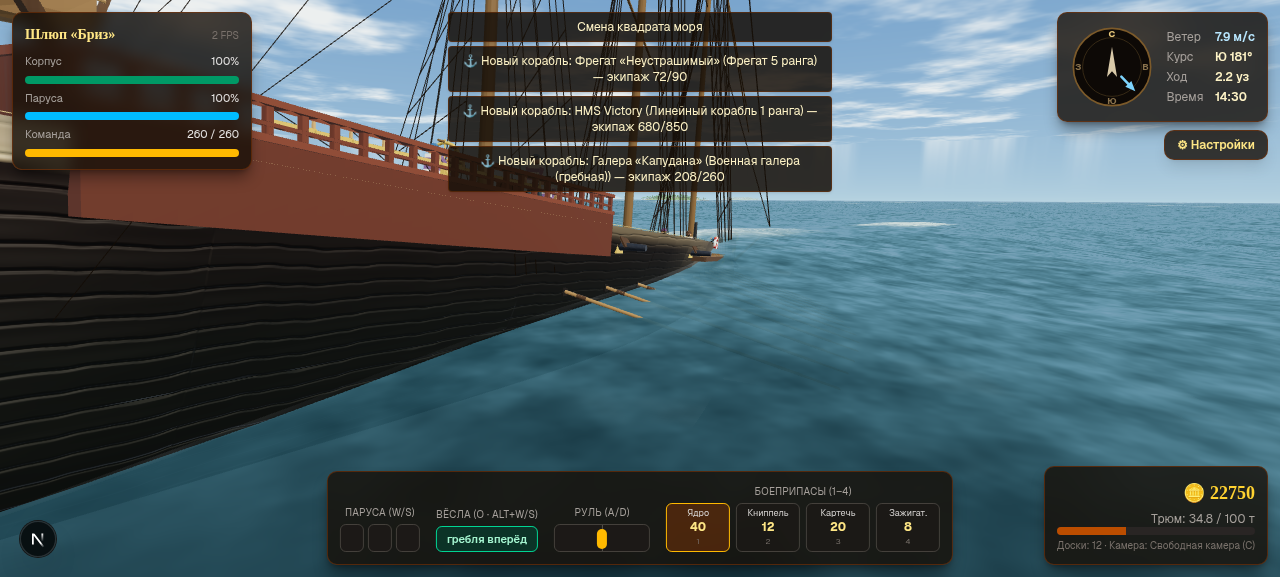 Шлюп «Бриз»
2 FPS
Корпус 100%
Паруса 100%
Команда 260 / 260
Смена квадрата моря
⚓ Новый корабль: Фрегат «Неустрашимый» (Фрегат 5 ранга)
— экипаж 72/90
⚓ Новый корабль: HMS Victory (Линейный корабль 1 ранга) —
экипаж 680/850
⚓ Новый корабль: Галера «Капудана» (Военная галера
(гребная)) — экипаж 208/260
С
З
В
Ю
Ветер 7.9 м/с
Курс Ю 181°
Ход 2.2 уз
Время 14:30
⚙ Настройки
N
ПАРУСА (W/S)
ВЁСЛА (O · ALT+W/S)
гребля вперёд
РУЛЬ (A/D)
БОЕПРИПАСЫ (1–4)
Ядро
40
1
Книппель
12
2
Картечь
20
3
Зажигат.
8
4
🪙 22750
Трюм: 34.8 / 100 т
Доски: 12 · Камера: Свободная камера (C)